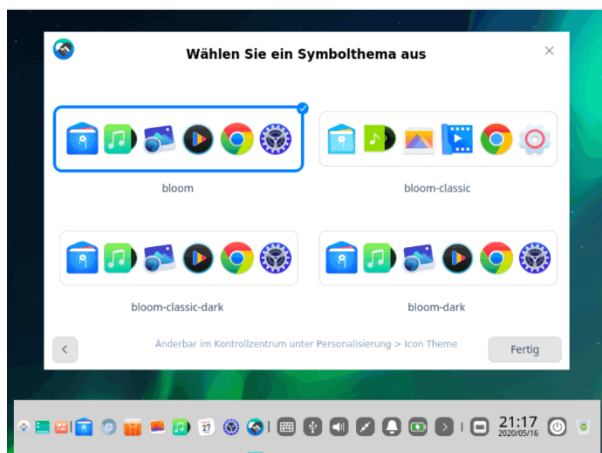 Wählen Sie ein Symbolthema aus
bloom
bloom-classic
bloom-classic-dark
bloom-dark
Änderbar im Kontrollzentrum unter Personalisierung > Icon Theme
Fertig
27
21:17
2020/05/16